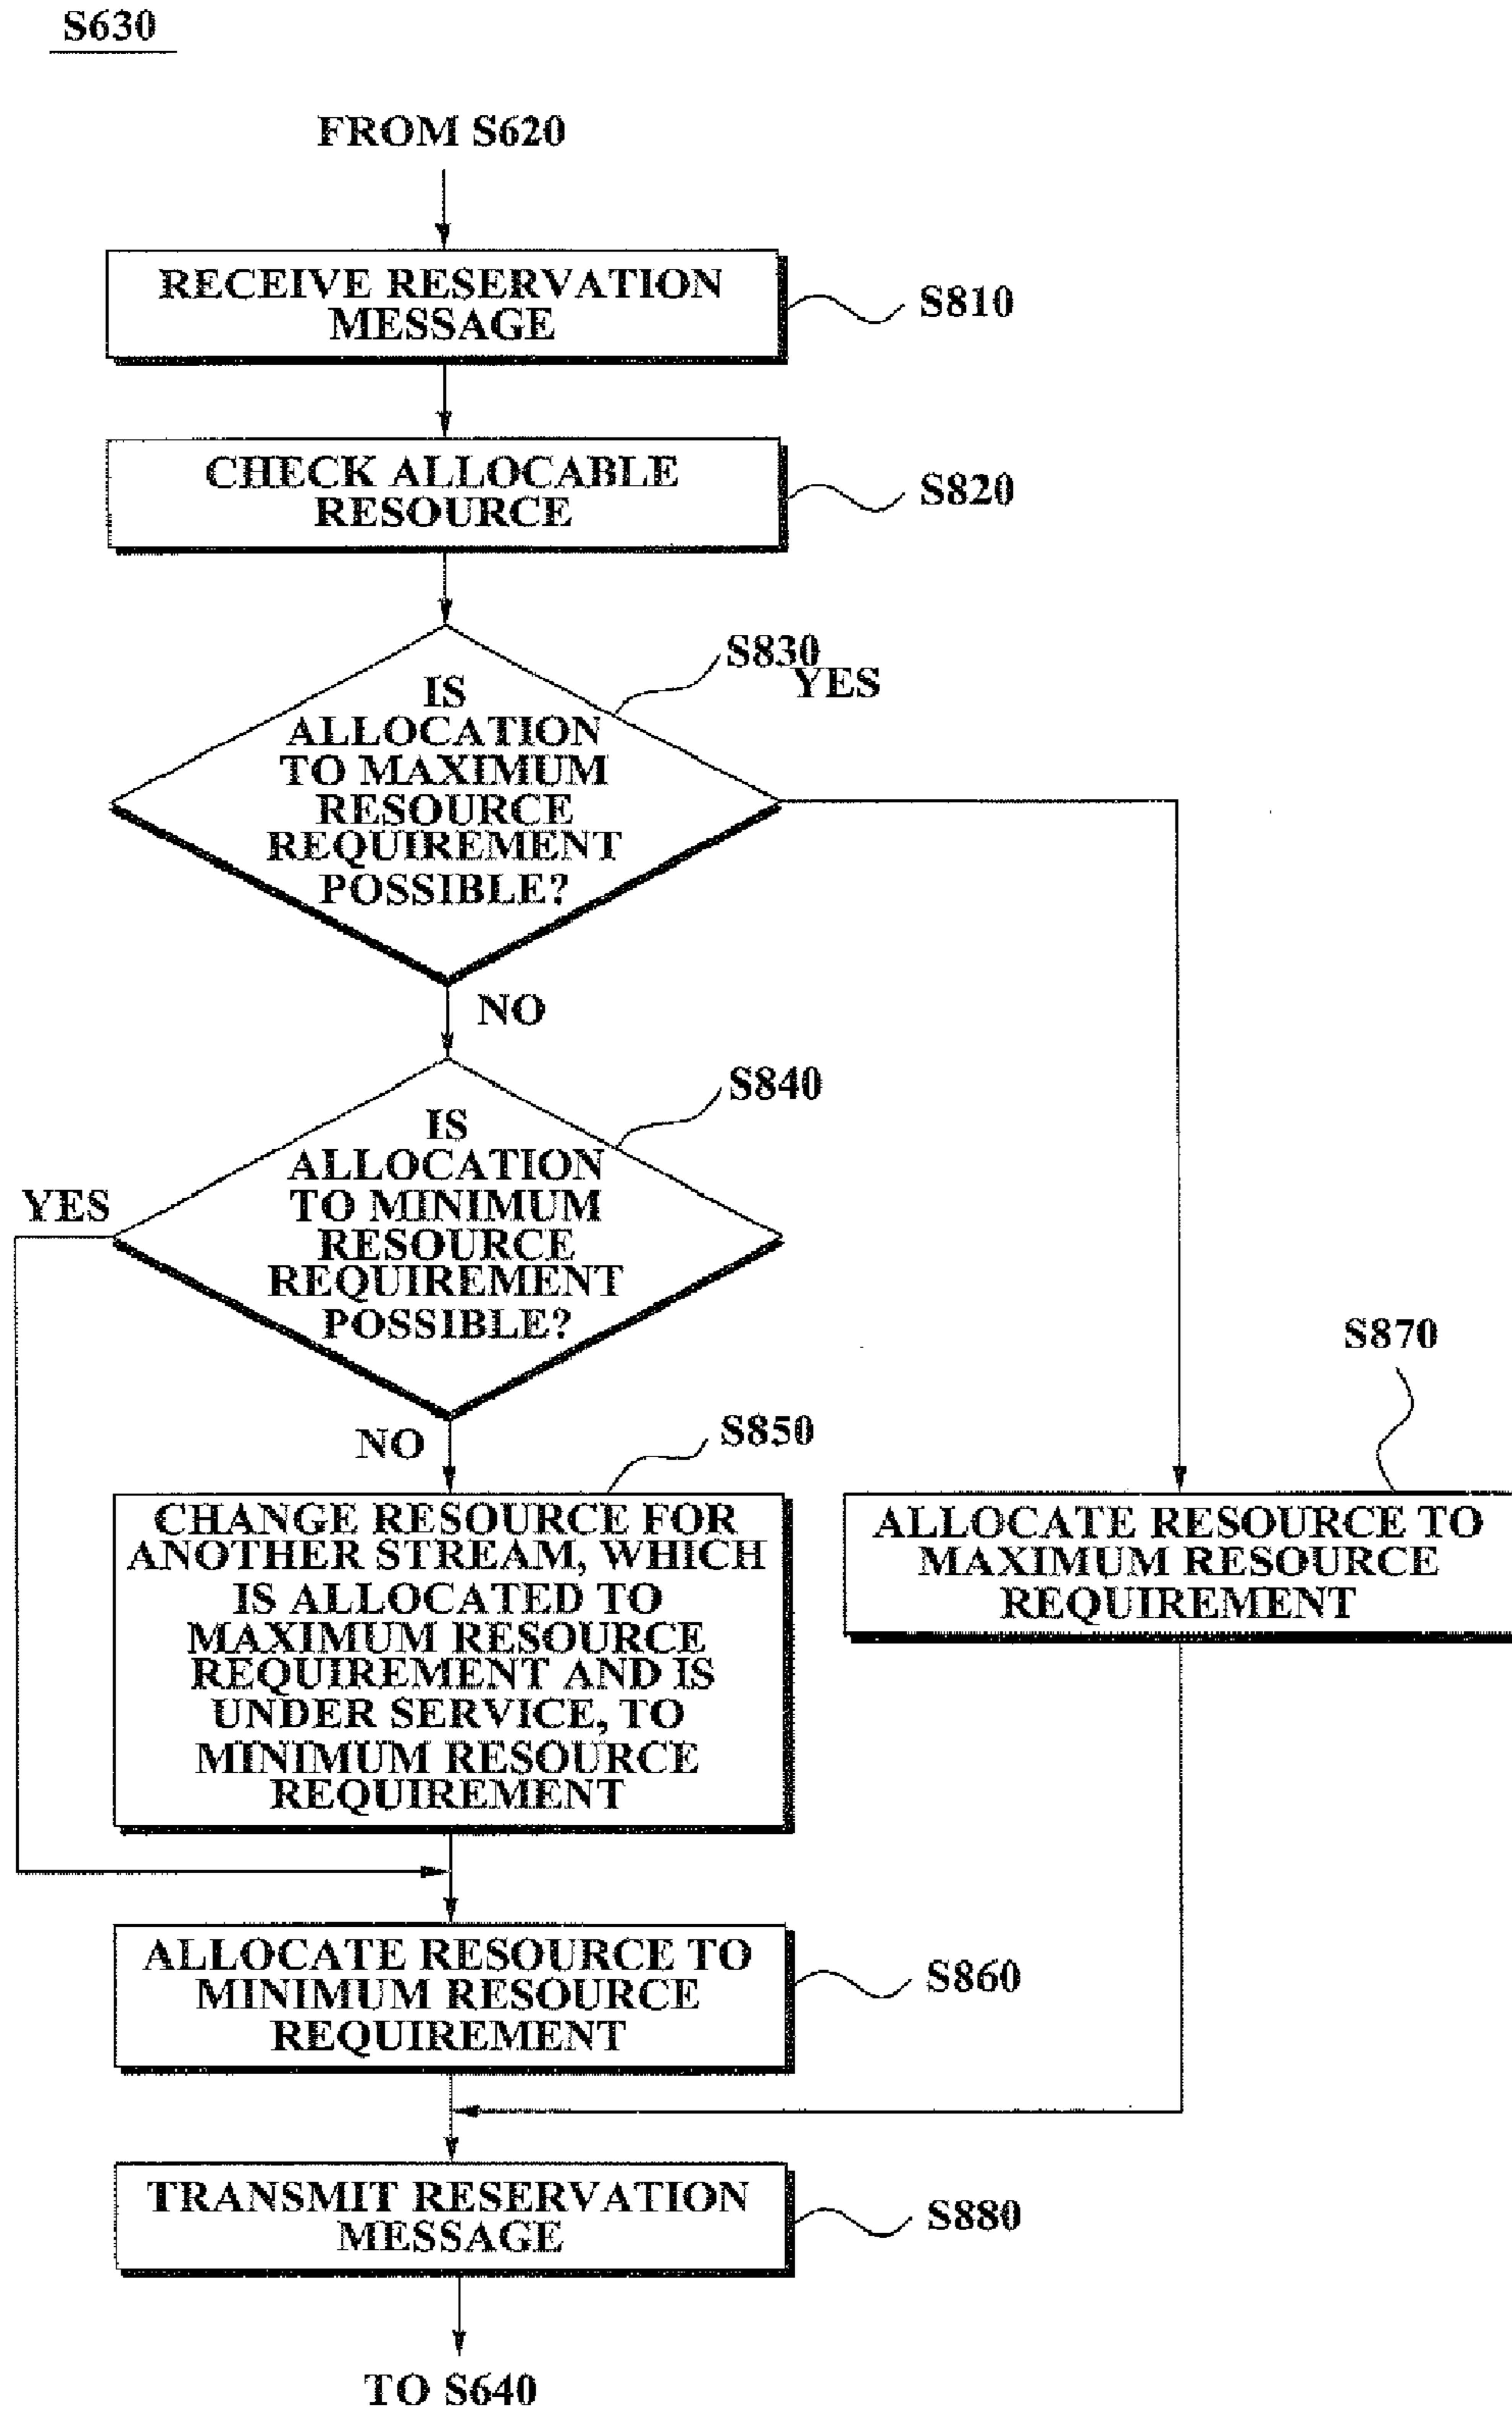 S630
FROM S620
RECEIVE RESERVATION
MESSAGE
S810
CHECK ALLOCABLE
RESOURCE
S820
S830
YES
IS
ALLOCATION
TO MAXIMUM
RESOURCE
REQUIREMENT
POSSIBLE?
NO
S840
IS
ALLOCATION
TO MINIMUM
RESOURCE
REQUIREMENT
POSSIBLE?
YES
NO
S850
CHANGE RESOURCE FOR
ANOTHER STREAM, WHICH
IS ALLOCATED TO
MAXIMUM RESOURCE
REQUIREMENT AND IS
UNDER SERVICE, TO
MINIMUM RESOURCE
REQUIREMENT
S870
ALLOCATE RESOURCE TO
MAXIMUM RESOURCE
REQUIREMENT
ALLOCATE RESOURCE TO
MINIMUM RESOURCE
REQUIREMENT
S860
TRANSMIT RESERVATION
MESSAGE
S880
TO S640